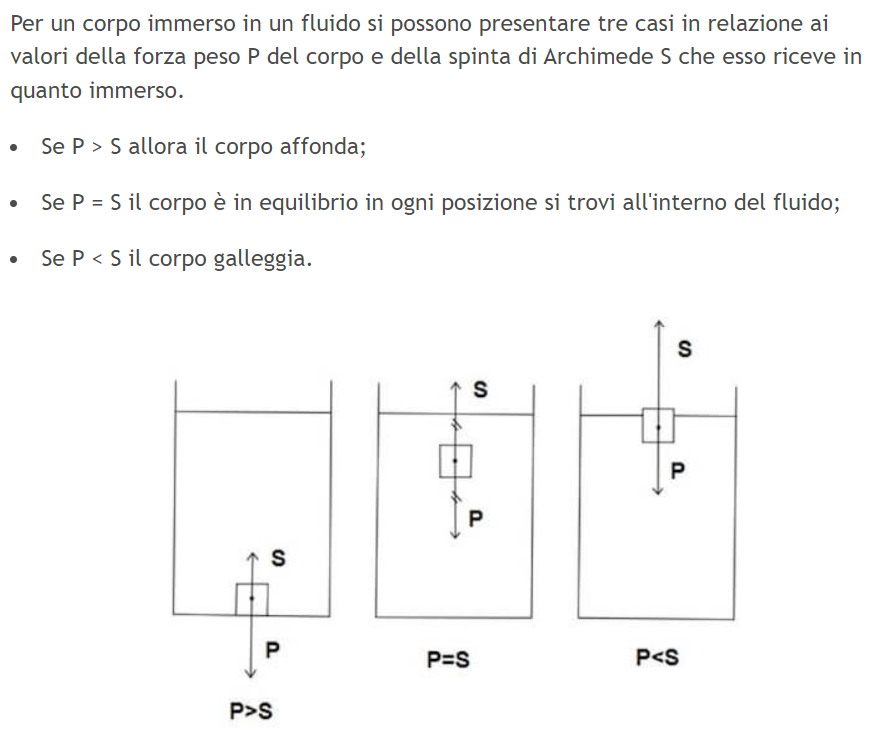 Per un corpo immerso in un fluido si possono presentare tre casi in relazione ai
valori della forza peso P del corpo e della spinta di Archimede S che esso riceve in
quanto immerso.
• Se P > S allora il corpo affonda;
• Se P = S il corpo è in equilibrio in ogni posizione si trovi all'interno del fluido;
• Se P < S il corpo galleggia.
S
P
P>S
S
P
P=S
S
P
P<S